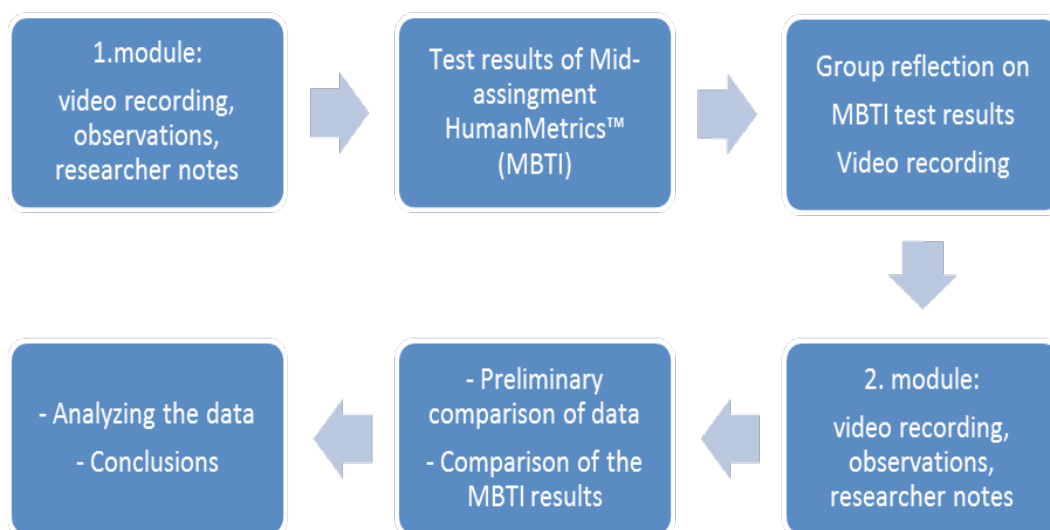 1.module:
video recording,
observations,
researcher notes
Test results of Mid-
assingment
HumanMetrics™
(MBTI)
Group reflection on
MBTI test results
Video recording
2. module:
video recording,
observations,
researcher notes
- Preliminary
comparison of data
- Comparison of the
MBTI results
- Analyzing the data
- Conclusions